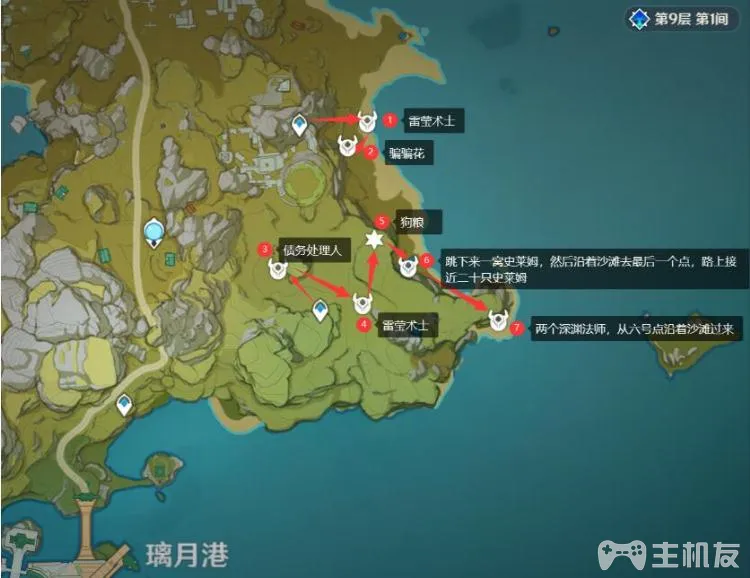 第9层 第1间
1 雷莹术士
2 骗骗花
5 狗粮
3 债务处理人
6 跳下来一窝史莱姆，然后沿着沙滩去最后一个点，路上接
近二十只史莱姆
4 雷莹术士
7 两个深渊法师，从六号点沿着沙滩过来
璃月港
主机友